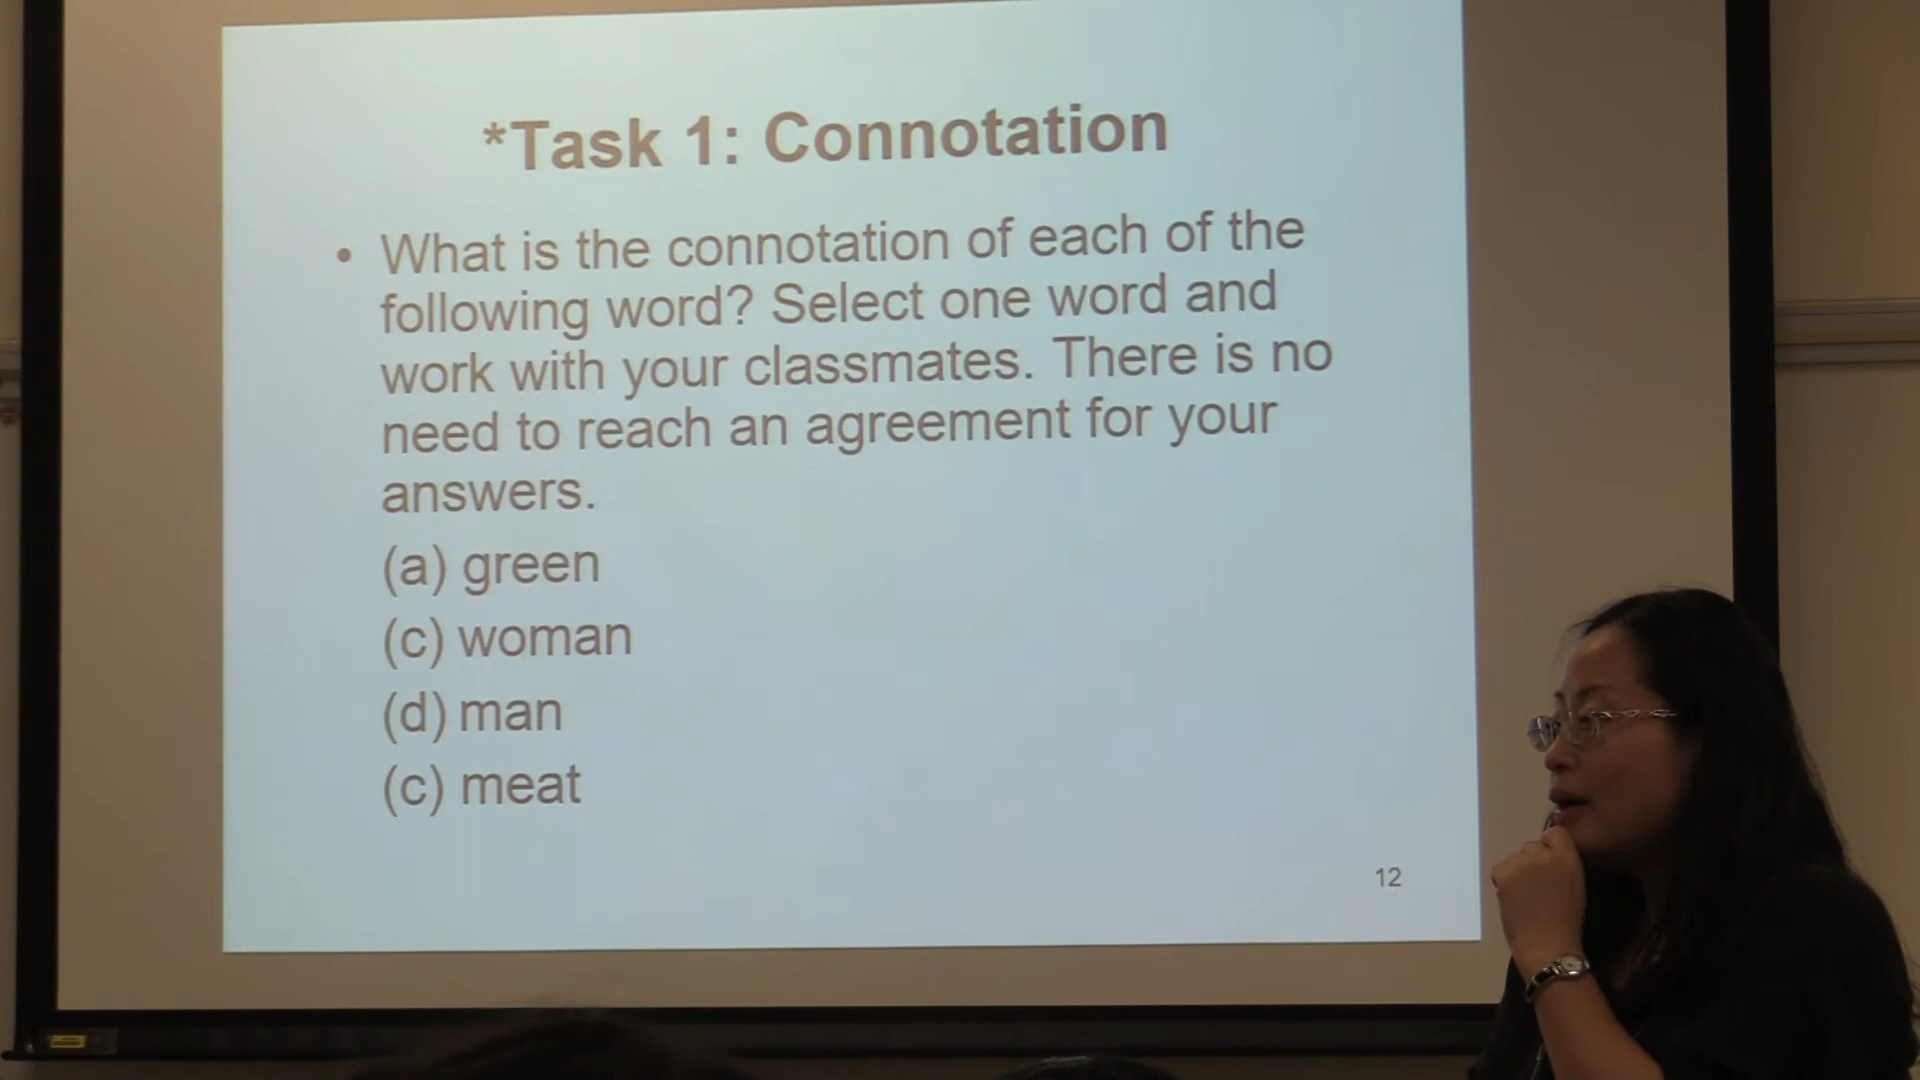 *Task 1: Connotation
• What is the connotation of each of the
following word? Select one word and
work with your classmates. There is no
need to reach an agreement for your
answers.
(a) green
(c) woman
(d) man
(c) meat
12